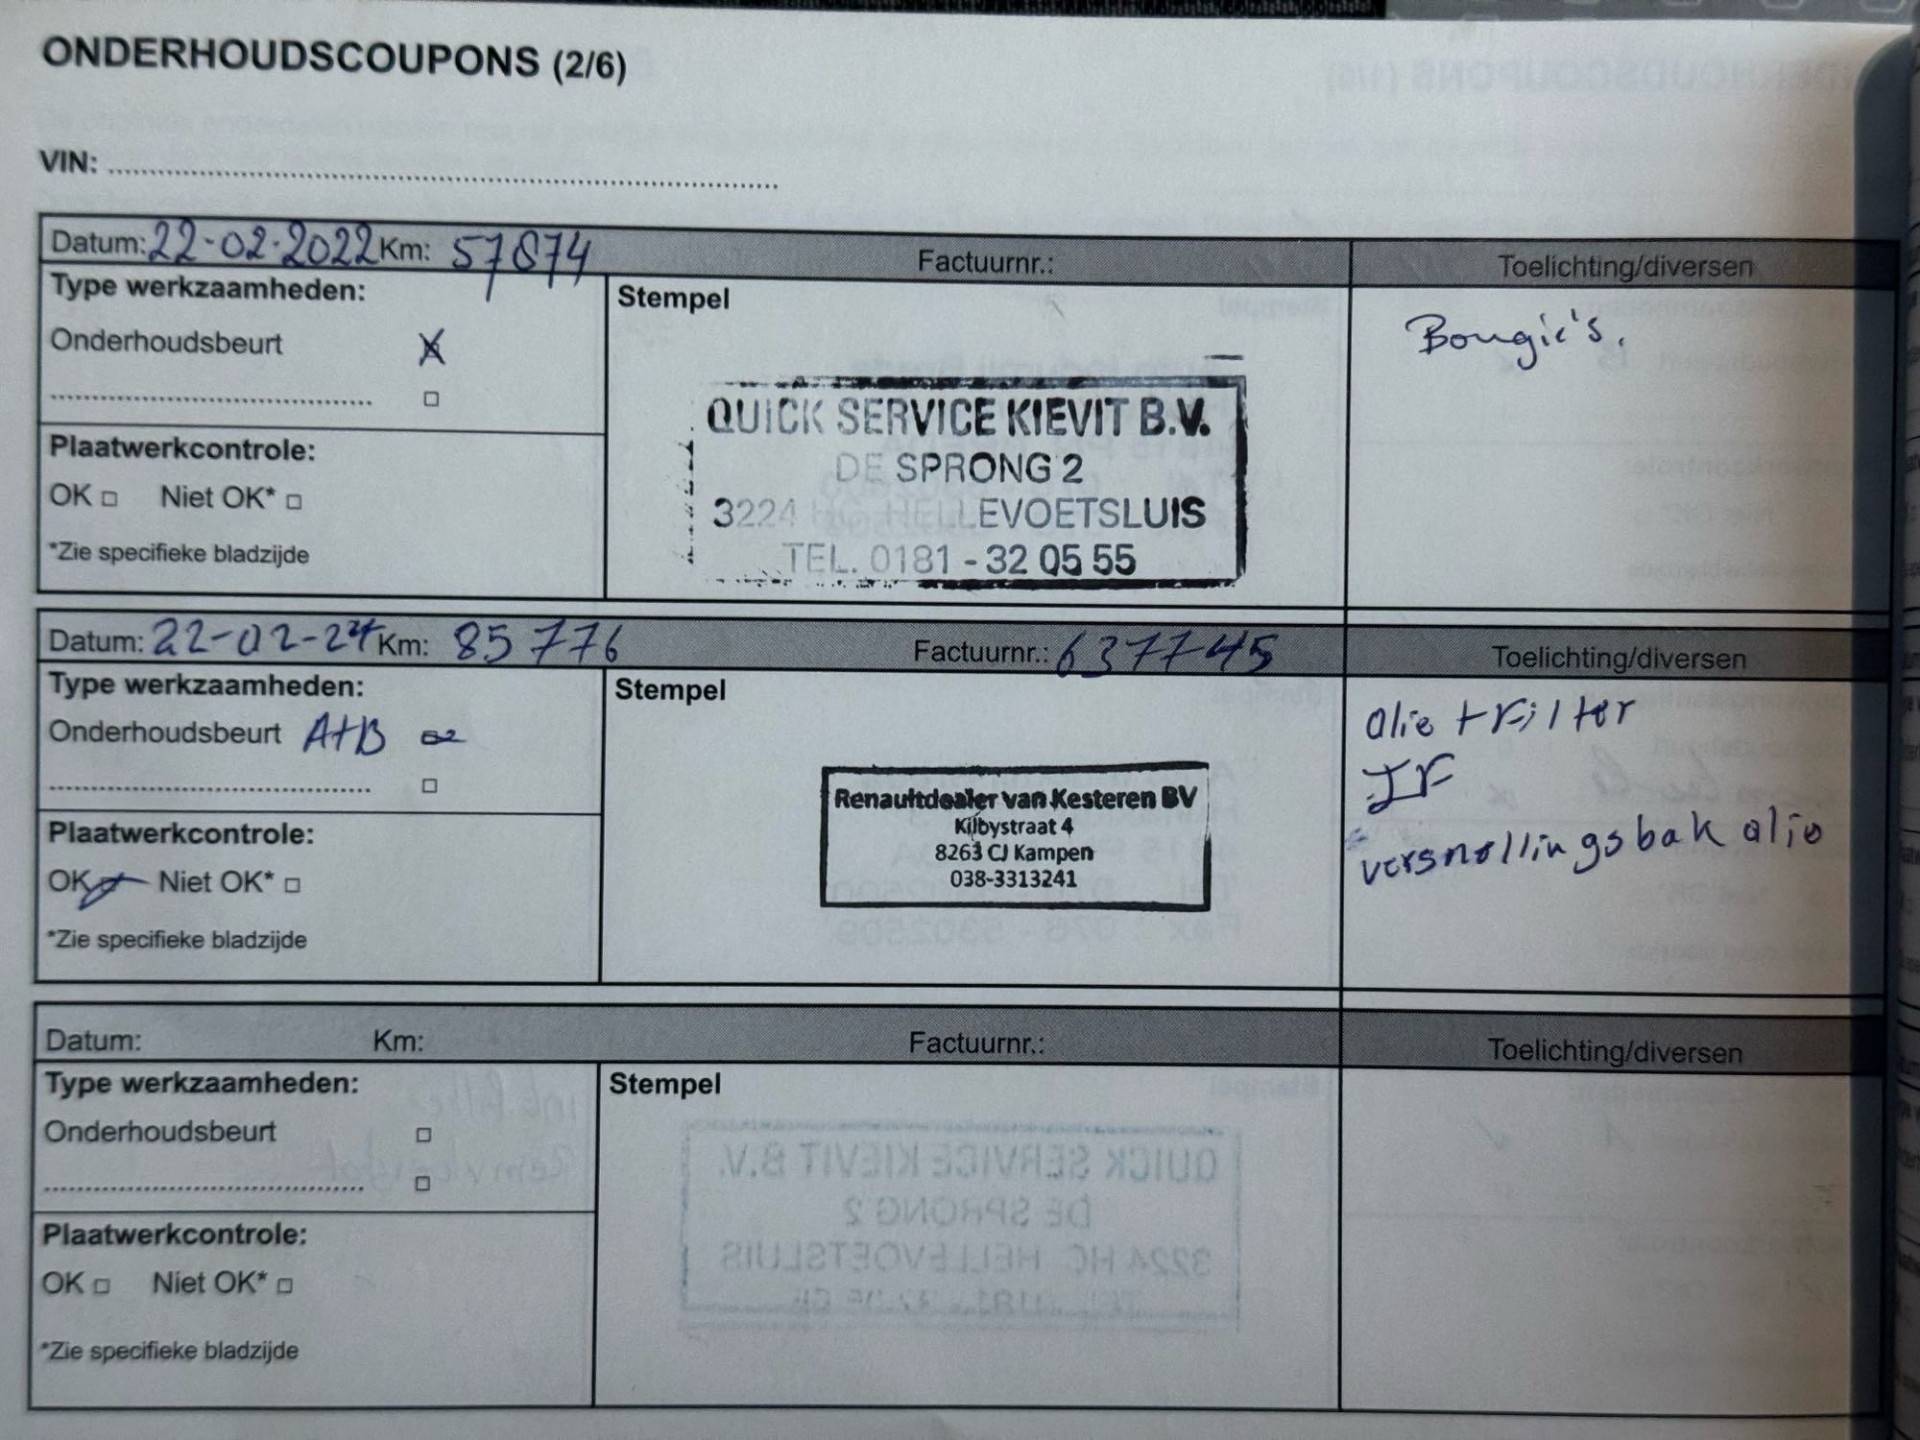 ONDERHOUDSCOUPONS (2/6)
VIN:
Datum: 22-02-2022 Km: 57874 Factuurnr.: Toelichting/diversen
Type werkzaamheden:
Stempel
Onderhoudsbeurt X
Bougie's.
QUICK SERVICE KIEVIT B.V.
DE SPRONG 2
3224 HC HELLEVOETSLUIS
TEL. 0181 - 32 05 55
Plaatwerkcontrole:
OK Niet OK*
*Zie specifieke bladzijde
Datum: 22-02-24 Km: 85776 Factuurnr.: 637745 Toelichting/diversen
Type werkzaamheden:
Stempel
Onderhoudsbeurt A+B
olie + Filter
IF
versnellingsbak olie
Renaultdealer van Kesteren BV
Kilbystraat 4
8263 CJ Kampen
038-3313241
Plaatwerkcontrole:
OK Niet OK*
*Zie specifieke bladzijde
Datum: Km: Factuurnr.: Toelichting/diversen
Type werkzaamheden:
Stempel
Onderhoudsbeurt
Plaatwerkcontrole:
OK Niet OK*
*Zie specifieke bladzijde